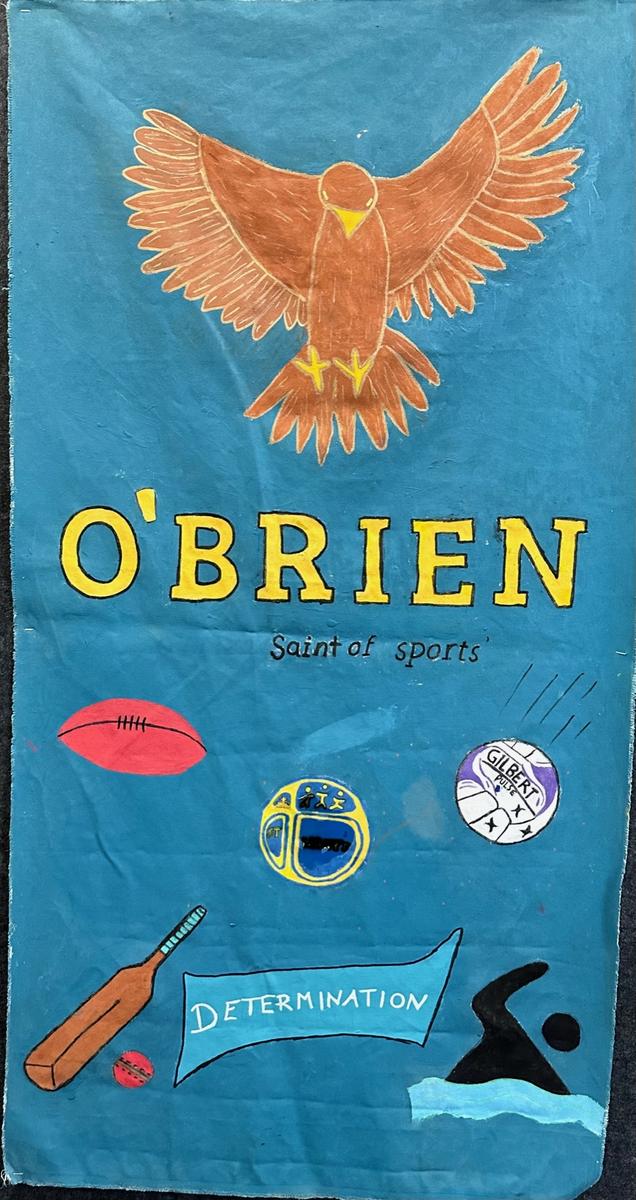 O'BRIEN
Saint of sports'
GILBERT
PULSE
DETERMINATION